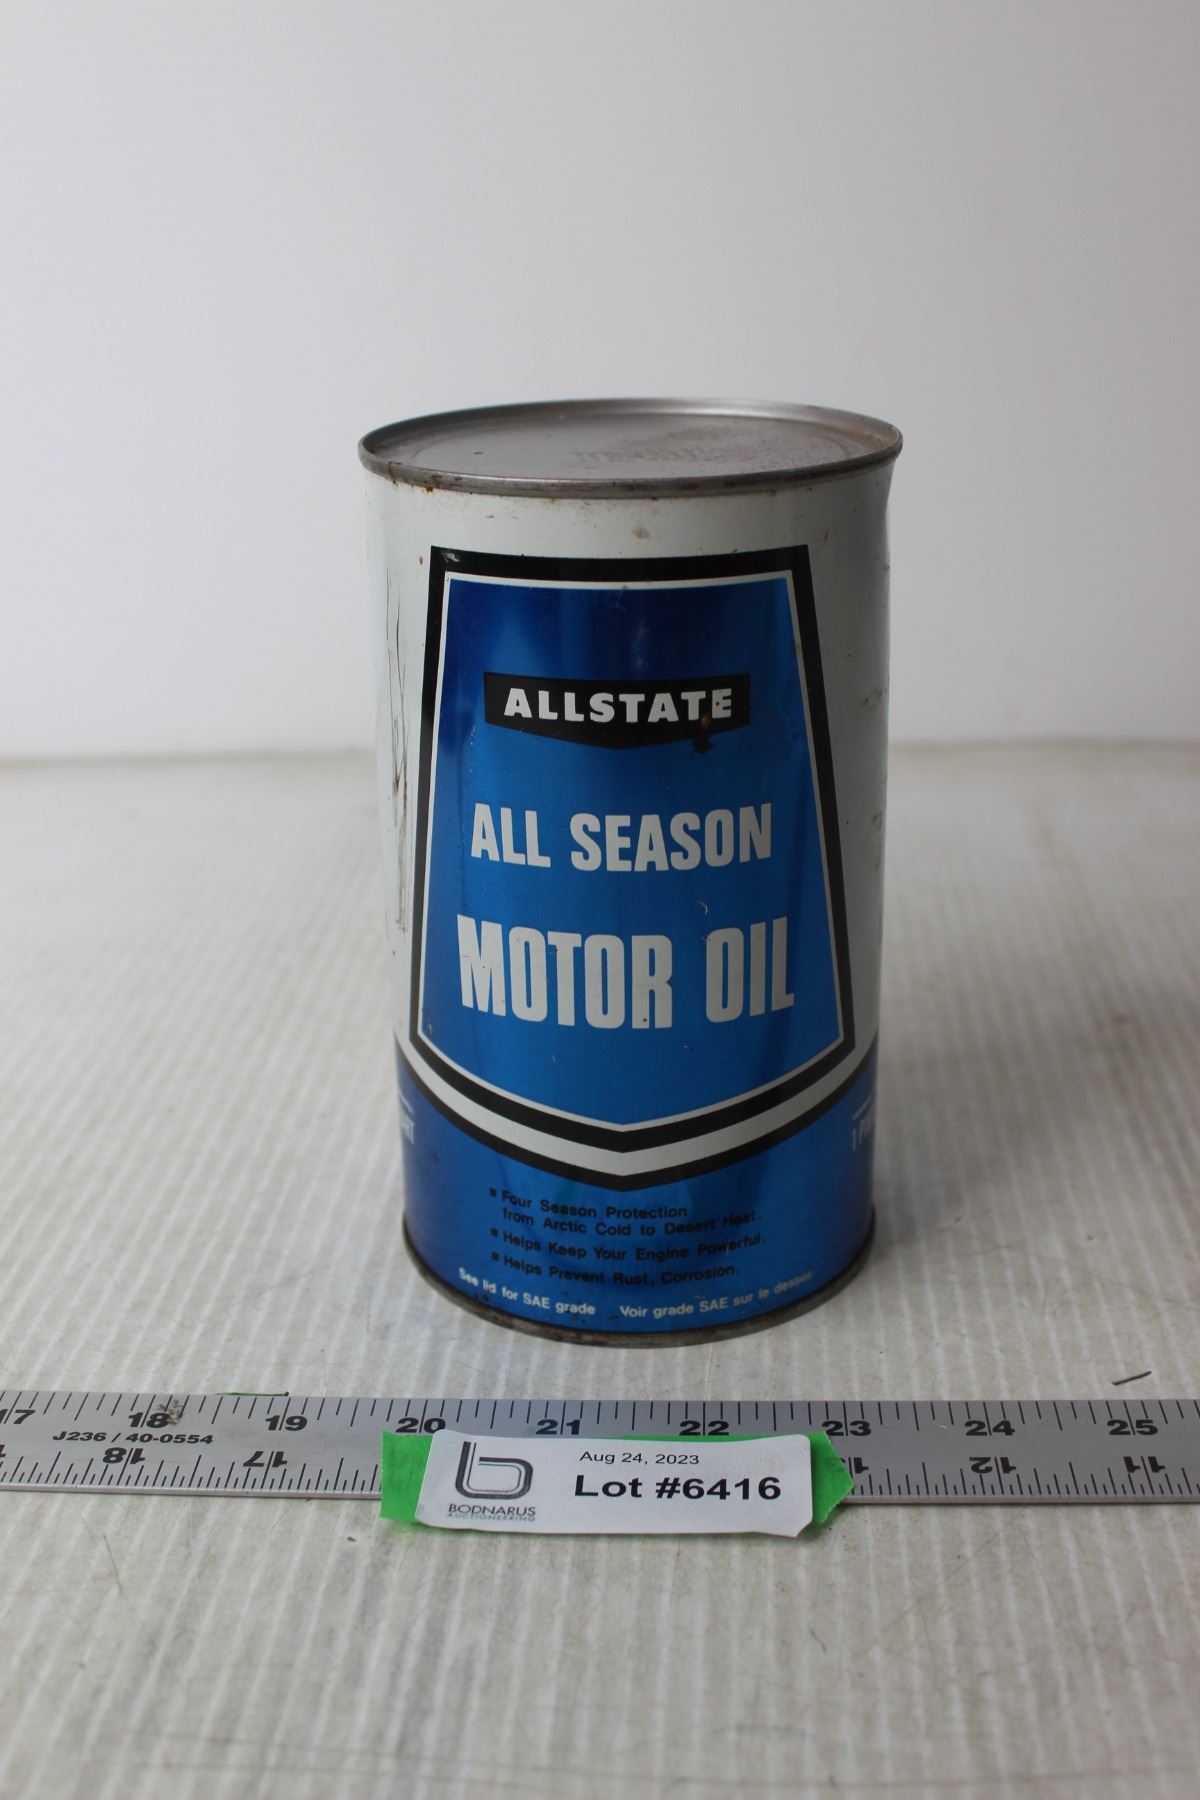 ALLSTATE
ALL SEASON
MOTOR OIL
▪ Four Season Protection
from Arctic Cold to Desert Heat.
▪ Helps Keep Your Engine Powerful.
▪ Helps Prevent Rust, Corrosion.
See lid for SAE grade Voir grade SAE sur le dessus
17 18 19 20 21 22 23 24 25
J236 / 40-0554
18 17 13 12 11
BODNARUS
AUCTIONEERING
Aug 24, 2023
Lot #6416